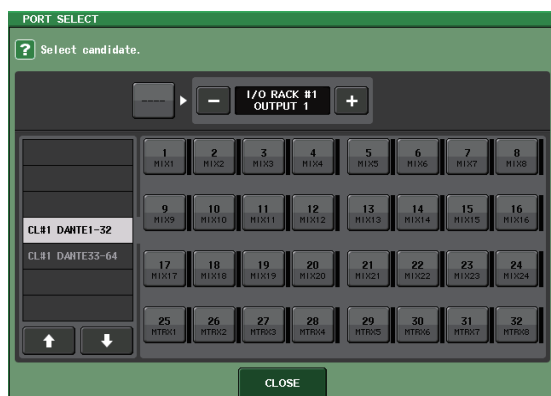 PORT SELECT
? Select candidate.
---- − I/O RACK #1 +
OUTPUT 1
1 2 3 4 5 6 7 8
MIX1 MIX2 MIX3 MIX4 MIX5 MIX6 MIX7 MIX8
9 10 11 12 13 14 15 16
MIX9 MIX10 MIX11 MIX12 MIX13 MIX14 MIX15 MIX16
CL#1 DANTE1-32
CL#1 DANTE33-64
17 18 19 20 21 22 23 24
MIX17 MIX18 MIX19 MIX20 MIX21 MIX22 MIX23 MIX24
25 26 27 28 29 30 31 32
MTRX1 MTRX2 MTRX3 MTRX4 MTRX5 MTRX6 MTRX7 MTRX8
CLOSE